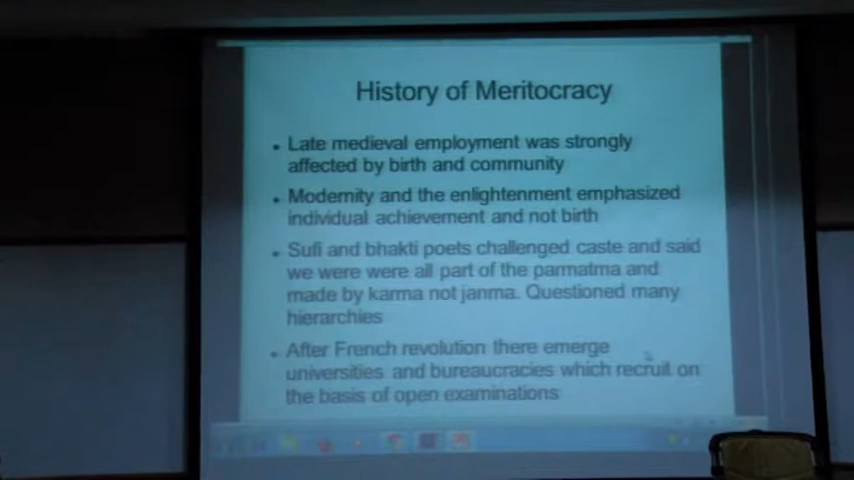 History of Meritocracy
• Late medieval employment was strongly
affected by birth and community
• Modernity and the enlightenment emphasized
individual achievement and not birth
• Sufi and bhakti poets challenged caste and said
we were were all part of the parmatma and
made by karma not janma. Questioned many
hierarchies
• After French revolution there emerge
universities and bureaucracies which recruit on
the basis of open examinations